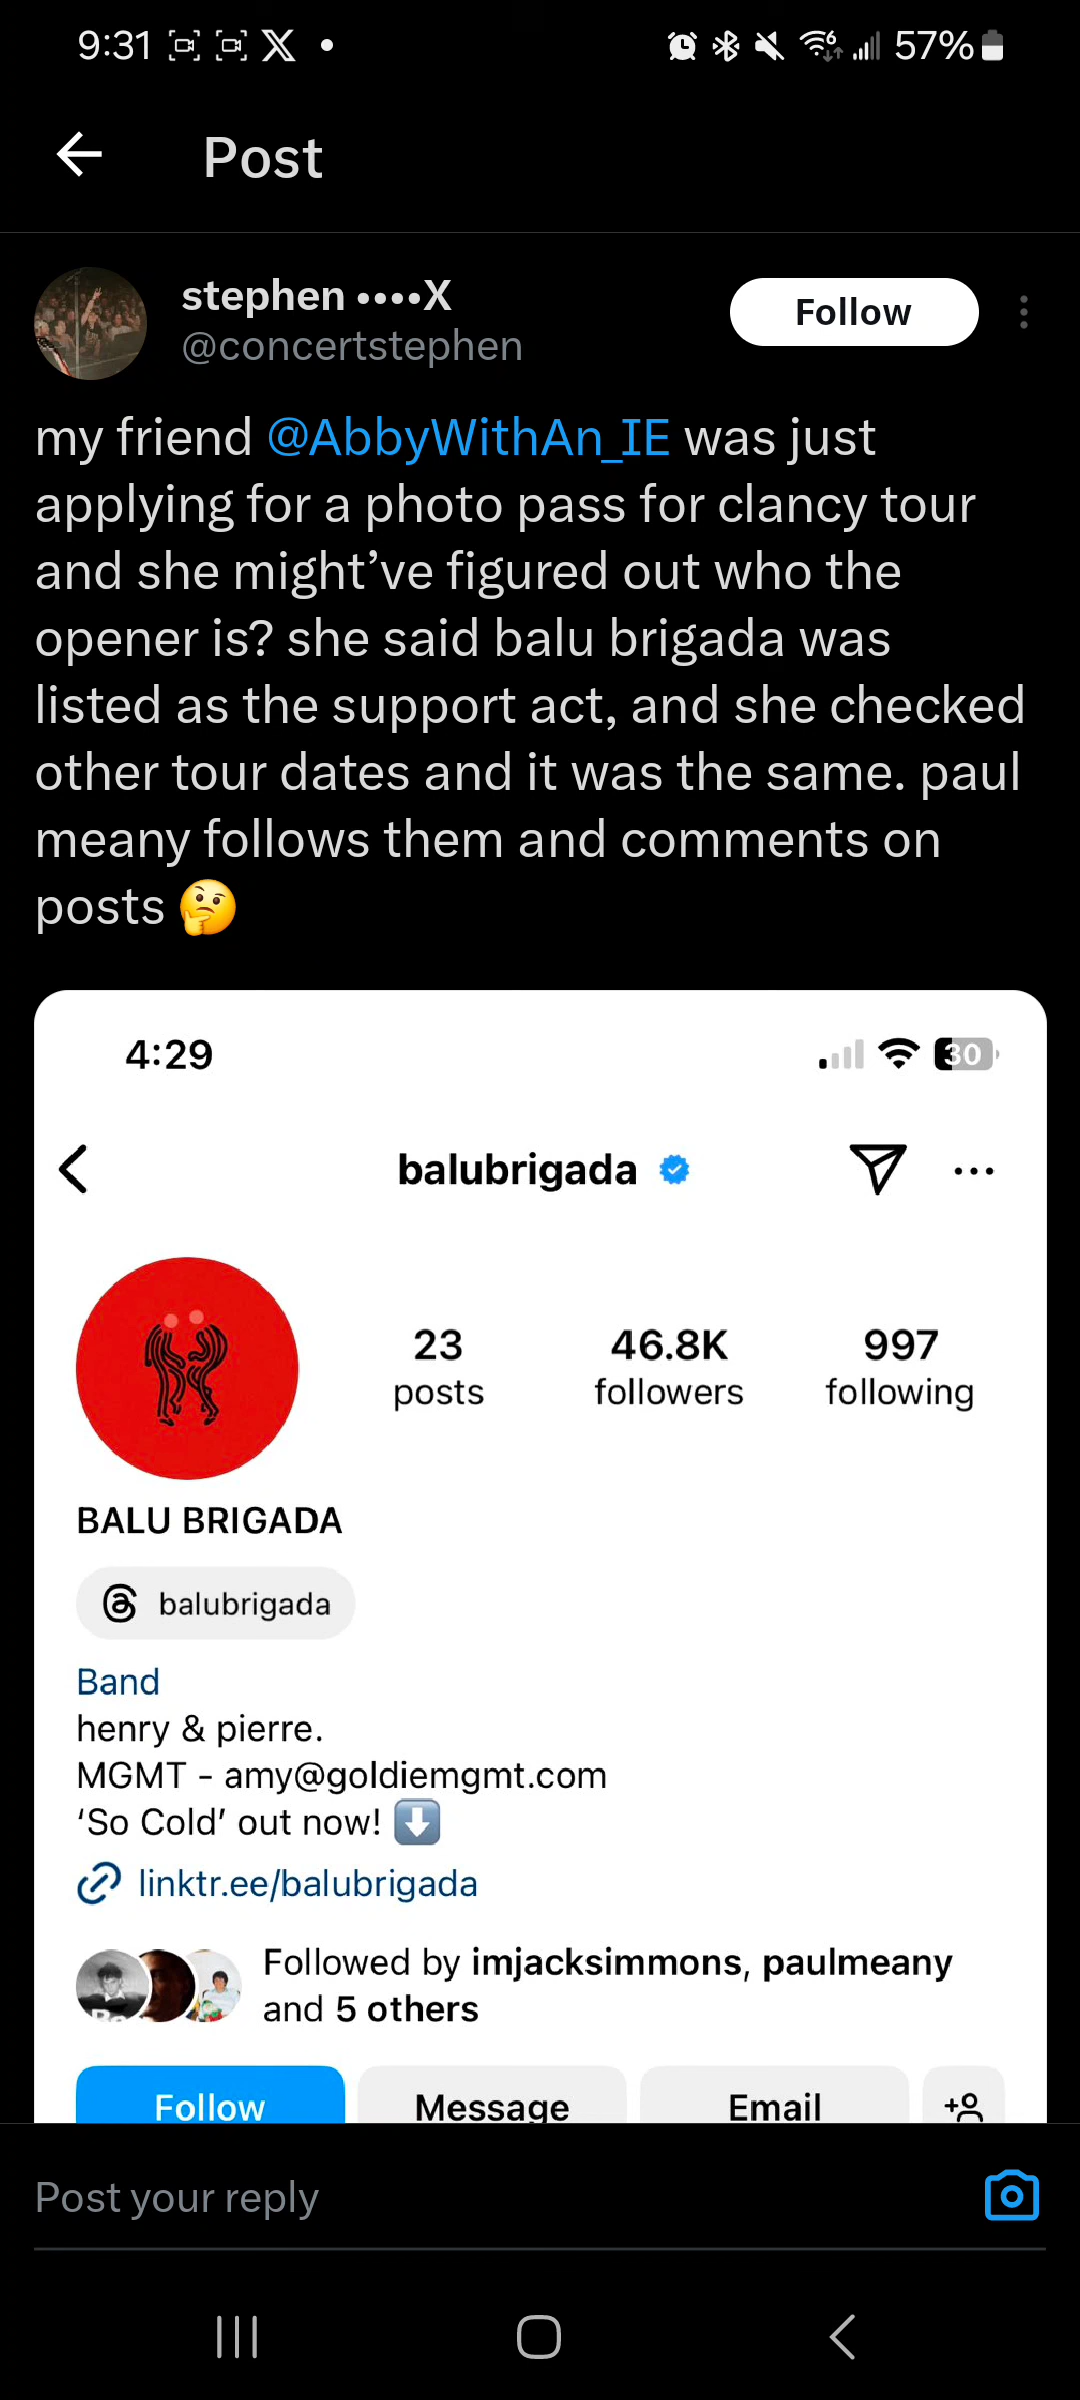 9:31
57%
Post
stephen ••••X
@concertstephen
Follow
my friend @AbbyWithAn_IE was just
applying for a photo pass for clancy tour
and she might’ve figured out who the
opener is? she said balu brigada was
listed as the support act, and she checked
other tour dates and it was the same. paul
meany follows them and comments on
posts 🤔
4:29
30
balubrigada
23
posts
46.8K
followers
997
following
BALU BRIGADA
balubrigada
Band
henry & pierre.
MGMT - amy@goldiemgmt.com
‘So Cold’ out now! ⬇️
linktr.ee/balubrigada
Followed by imjacksimmons, paulmeany
and 5 others
Follow
Message
Email
Post your reply